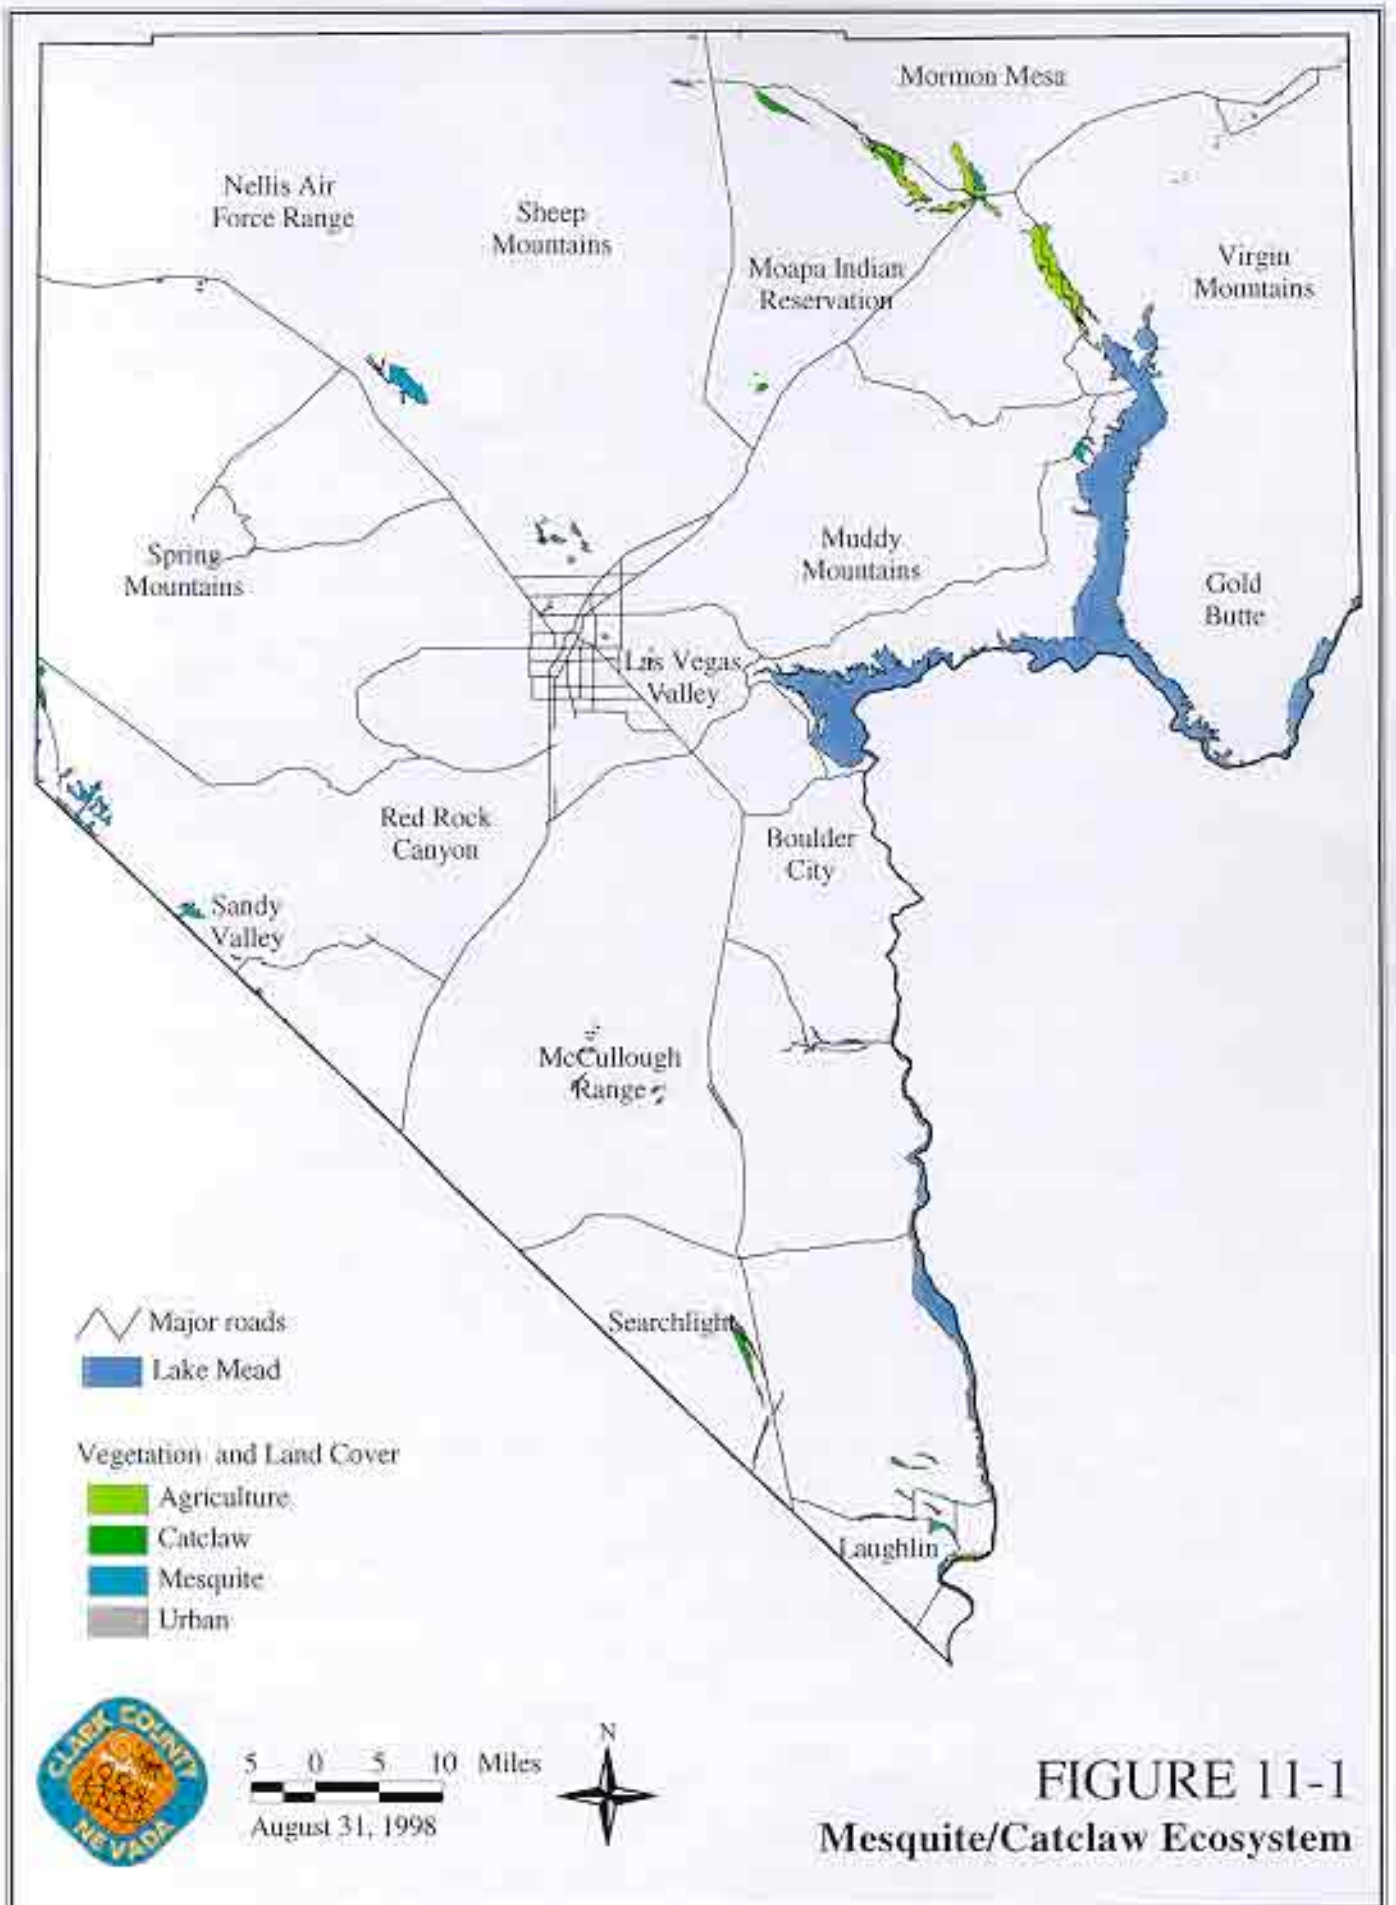 Mormon Mesa
Nellis Air
Force Range
Sheep
Mountains
Moapa Indian
Reservation
Virgin
Mountains
Spring
Mountains
Muddy
Mountains
Gold
Butte
Las Vegas
Valley
Red Rock
Canyon
Boulder
City
Sandy
Valley
McCullough
Range
Searchlight
Laughlin
Major roads
Lake Mead
Vegetation and Land Cover
Agriculture
Catclaw
Mesquite
Urban
CLARK COUNTY
NEVADA
5 0 5 10 Miles
August 31, 1998
N
FIGURE 11-1
Mesquite/Catclaw Ecosystem